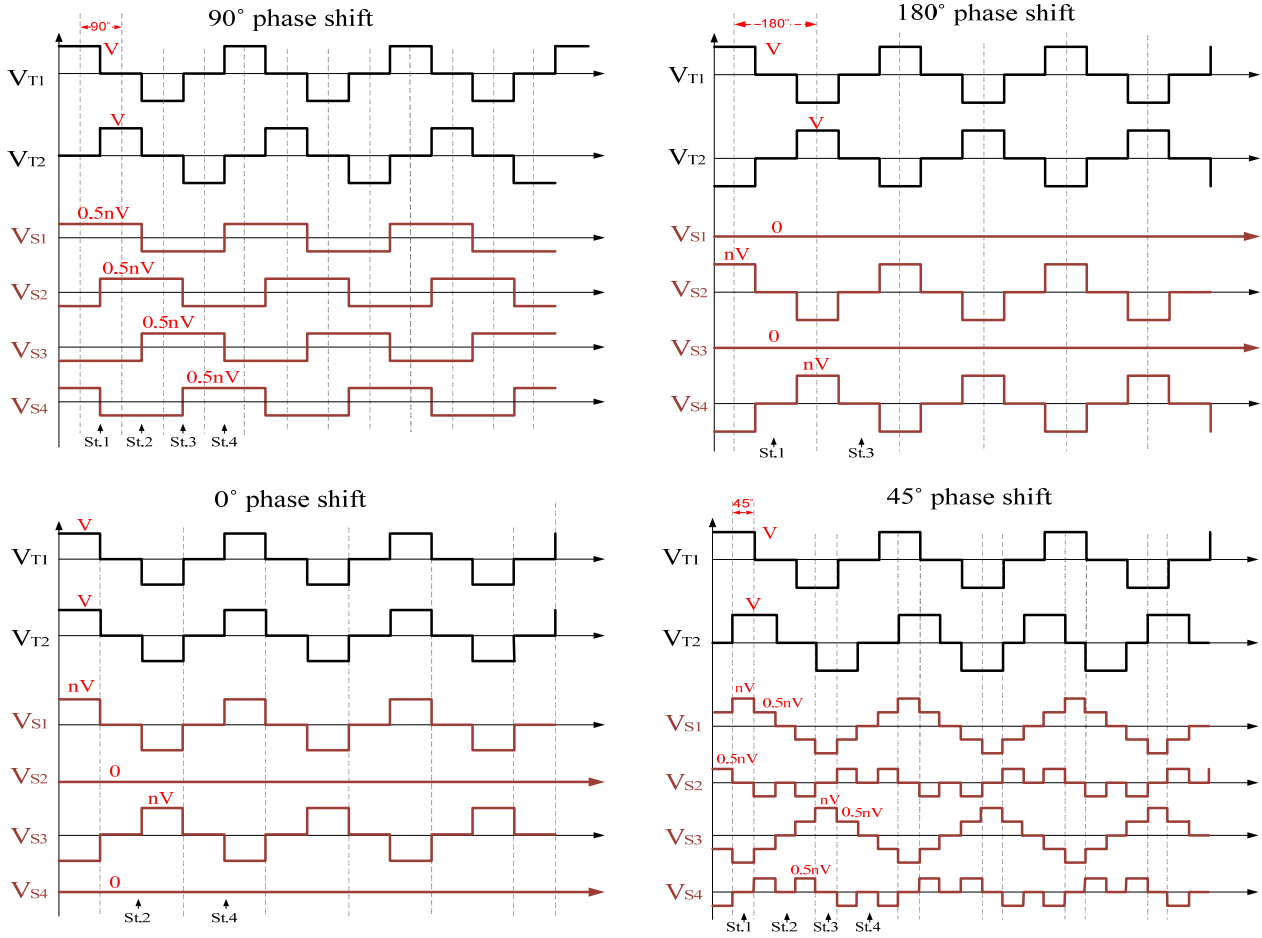 90° phase shift
90°
V
VT1
V
VT2
0.5nV
VS1
0.5nV
VS2
0.5nV
VS3
0.5nV
VS4
St.1 St.2 St.3 St.4
180° phase shift
180°
V
VT1
V
VT2
0
VS1
nV
VS2
0
VS3
nV
VS4
St.1 St.3
0° phase shift
V
VT1
V
VT2
nV
VS1
0
VS2
nV
VS3
0
VS4
St.2 St.4
45° phase shift
45°
V
VT1
V
VT2
nV
0.5nV
VS1
0.5nV
VS2
nV
0.5nV
VS3
0.5nV
VS4
St.1 St.2 St.3 St.4